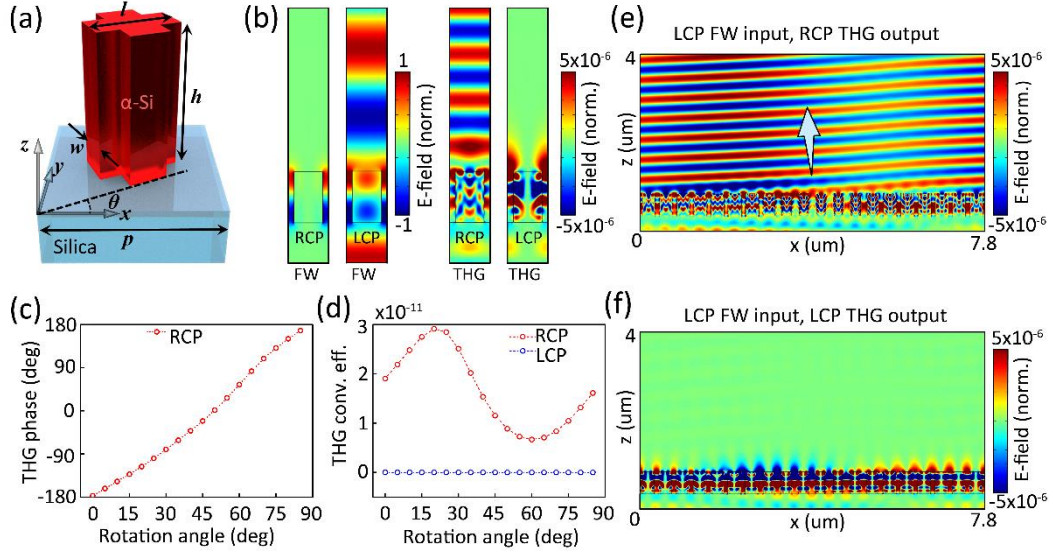 (a)
l
α-Si
h
w
z
y
θ
x
Silica
p
(b)
RCP
FW
LCP
FW
1
E-field (norm.)
-1
RCP
THG
LCP
THG
5x10⁻⁶
E-field (norm.)
-5x10⁻⁶
(c)
180
90
0
-90
-180
THG phase (deg)
RCP
0 15 30 45 60 75 90
Rotation angle (deg)
(d)
x10⁻¹¹
3
2
1
0
THG conv. eff.
RCP
LCP
0 15 30 45 60 75 90
Rotation angle (deg)
(e)
LCP FW input, RCP THG output
4
z (um)
0
0
x (um)
7.8
5x10⁻⁶
E-field (norm.)
-5x10⁻⁶
(f)
LCP FW input, LCP THG output
4
z (um)
0
0
x (um)
7.8
5x10⁻⁶
E-field (norm.)
-5x10⁻⁶